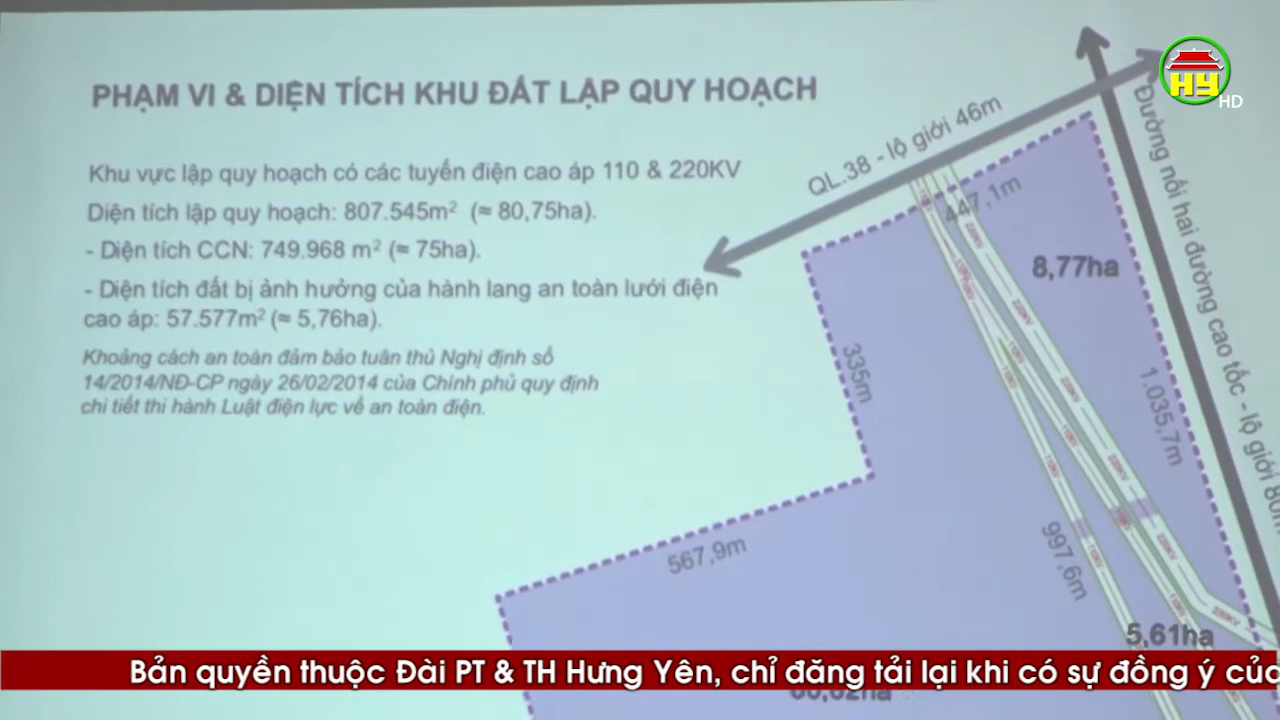 PHẠM VI & DIỆN TÍCH KHU ĐẤT LẬP QUY HOẠCH
Khu vực lập quy hoạch có các tuyến điện cao áp 110 & 220KV
Diện tích lập quy hoạch: 807.545m² (≈ 80,75ha).
- Diện tích CCN: 749.968 m² (≈ 75ha).
- Diện tích đất bị ảnh hưởng của hành lang an toàn lưới điện
cao áp: 57.577m² (≈ 5,76ha).
Khoảng cách an toàn đảm bảo tuân thủ Nghị định số
14/2014/NĐ-CP ngày 26/02/2014 của Chính phủ quy định
chi tiết thi hành Luật điện lực về an toàn điện.
HY
HD
QL.38 - lộ giới 46m
Đường nối hai đường cao tốc - lộ giới 80m
447,1m
8,77ha
335m
1.035,7m
567,9m
997,6m
220KV
220KV
220KV
220KV
220KV
220KV
5,61ha
Bản quyền thuộc Đài PT & TH Hưng Yên, chỉ đăng tải lại khi có sự đồng ý của